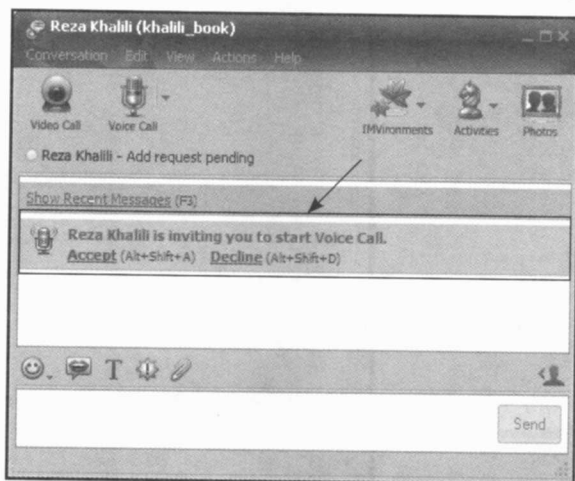 Reza Khalili (khalili_book)
Conversation Edit View Actions Help
Video Call Voice Call IMVironments Activities Photos
Reza Khalili - Add request pending
Show Recent Messages (F3)
Reza Khalili is inviting you to start Voice Call.
Accept (Alt+Shift+A) Decline (Alt+Shift+D)
T
Send